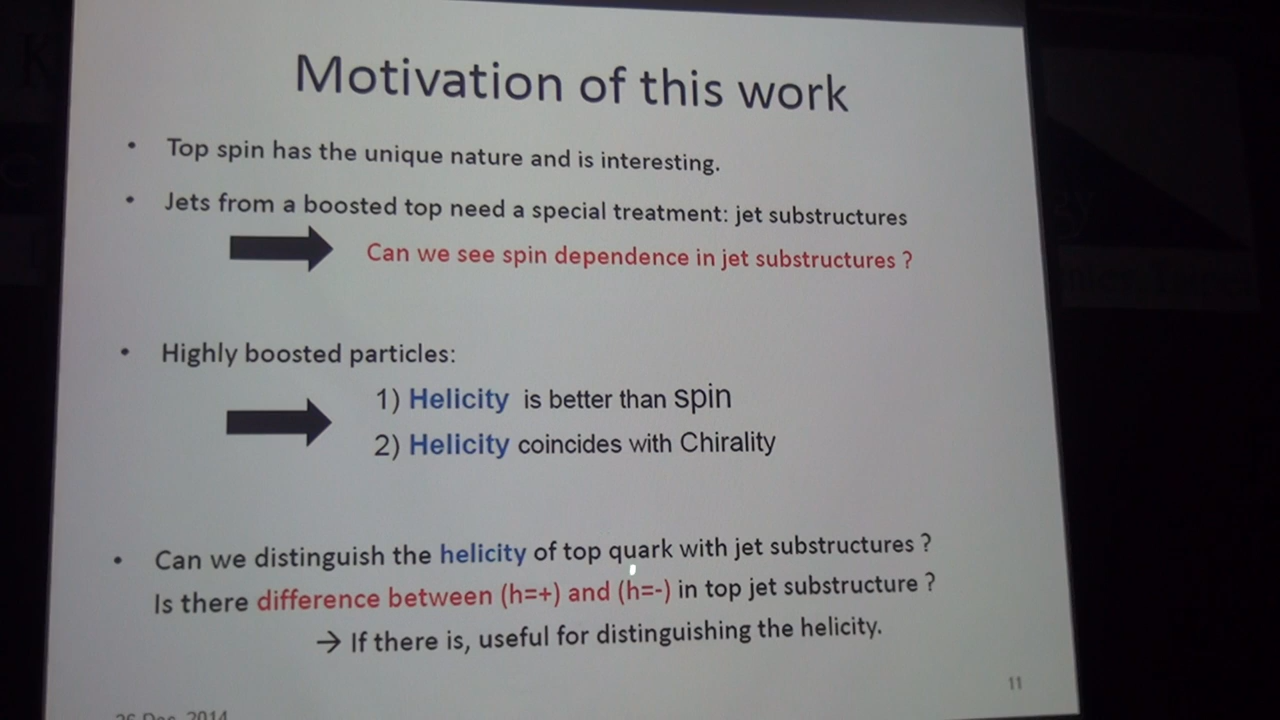 Motivation of this work
• Top spin has the unique nature and is interesting.
• Jets from a boosted top need a special treatment: jet substructures
Can we see spin dependence in jet substructures ?
• Highly boosted particles:
1) Helicity is better than spin
2) Helicity coincides with Chirality
• Can we distinguish the helicity of top quark with jet substructures ?
Is there difference between (h=+) and (h=-) in top jet substructure ?
→ If there is, useful for distinguishing the helicity.
11
26 Dec. 2014